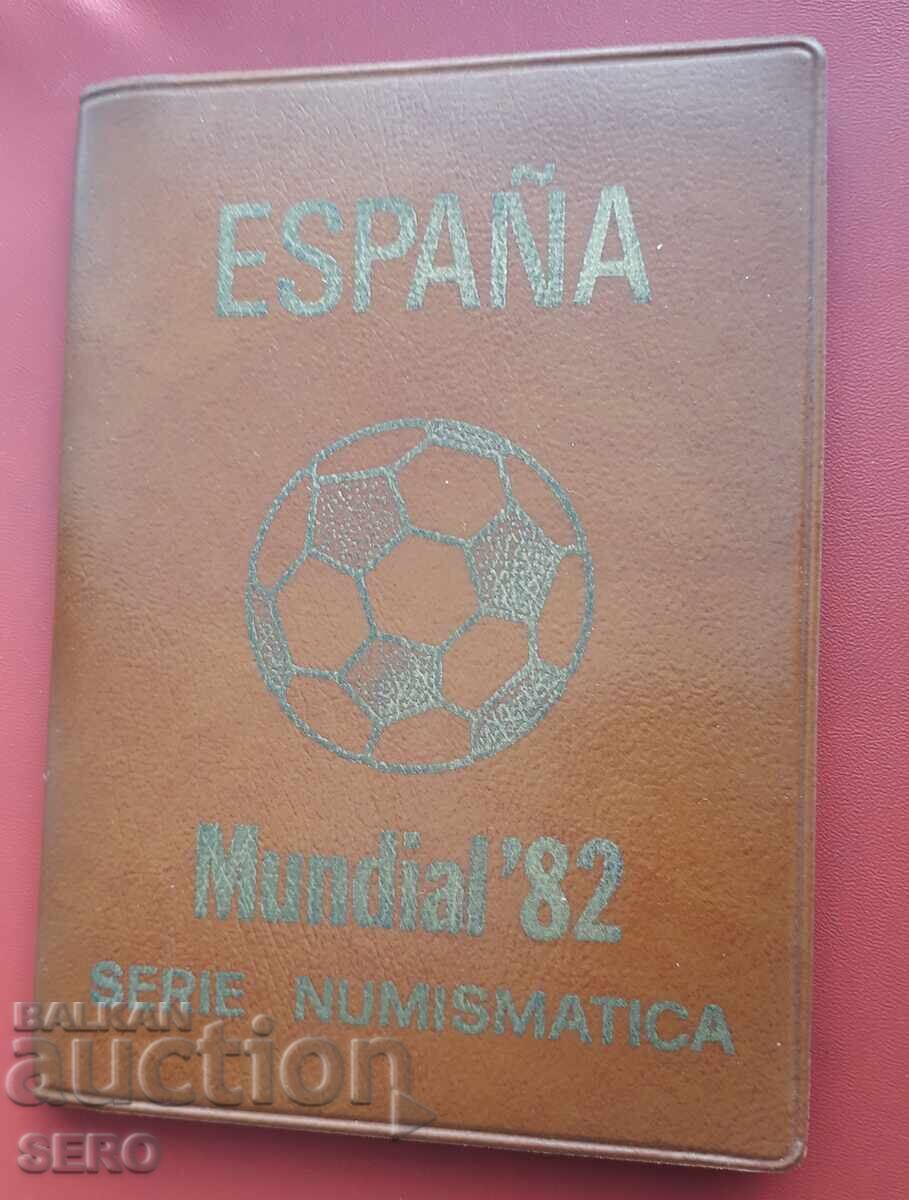 ESPAÑA
Mundial '82
SERIE NUMISMATICA
BALKAN
auction
SERO